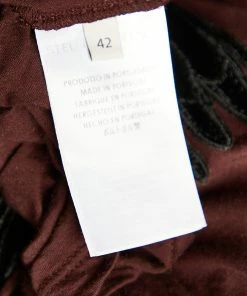 42
PRODOTTO IN PORTOGALLO
MADE IN PORTUGAL
FABRIQUE EN PORTUGAL
HERGESTELLT IN PORTUGAL
HECHO EN PORTUGAL